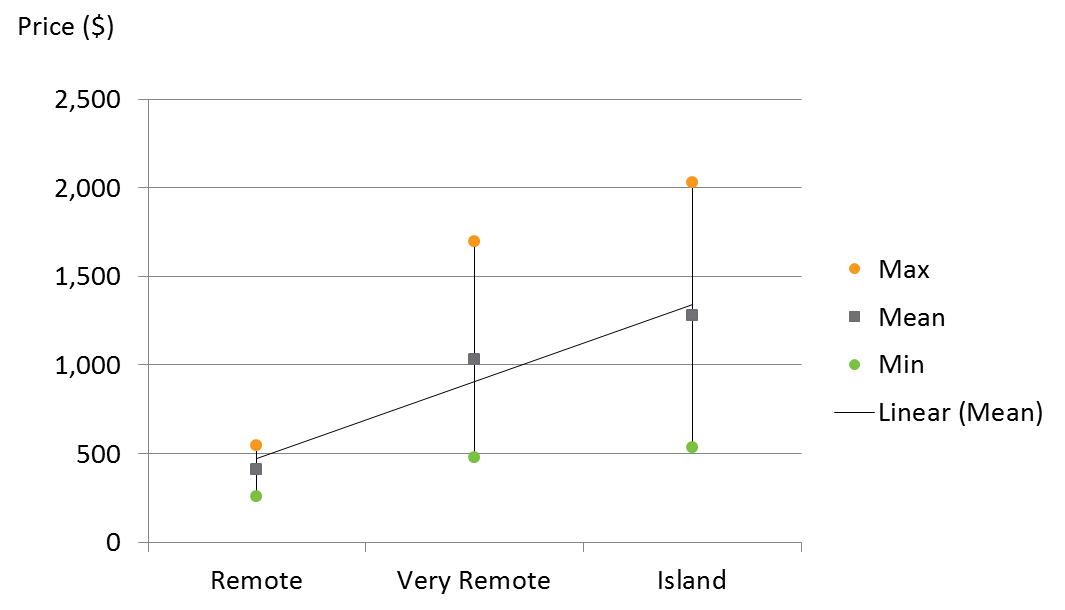 Price ($)
2,500
2,000
1,500
1,000
500
0
Remote
Very Remote
Island
Max
Mean
Min
Linear (Mean)